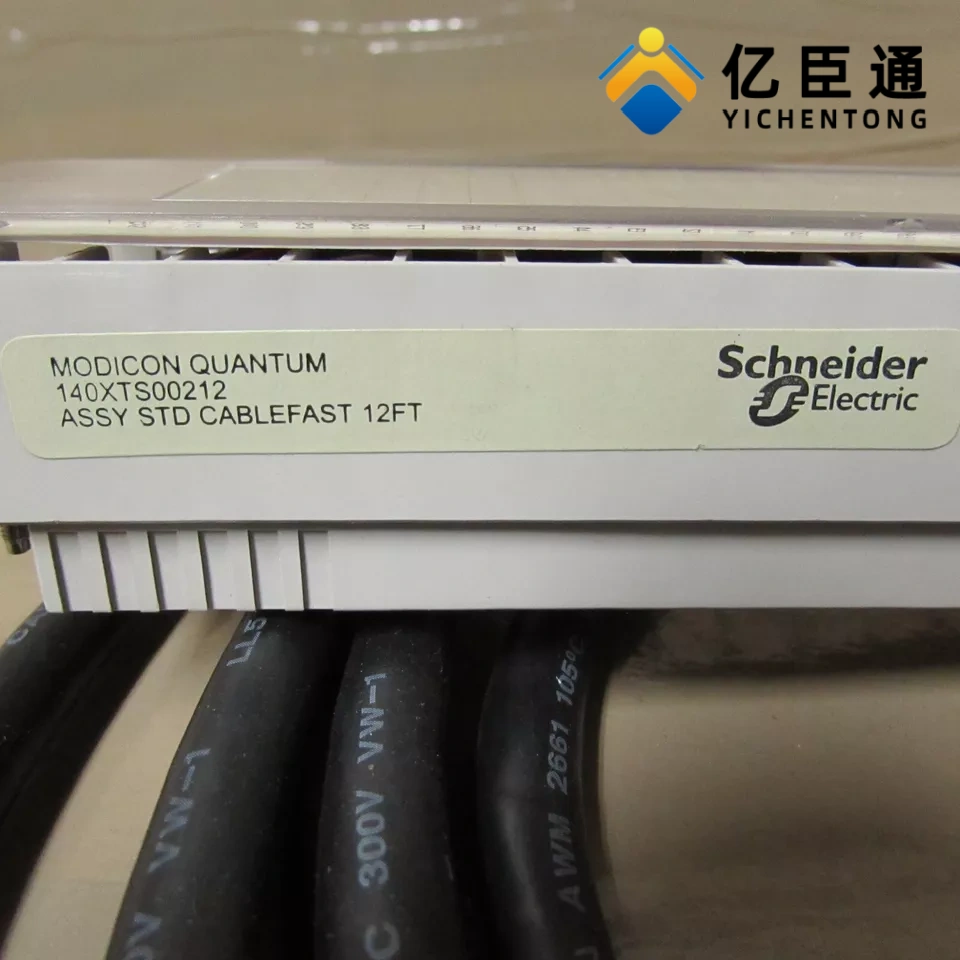 亿臣通
YICHENTONG
MODICON QUANTUM
140XTS00212
ASSY STD CABLEFAST 12FT
Schneider
Electric
LL5
VW-1
300V VW-1
AWM 2661 105°C